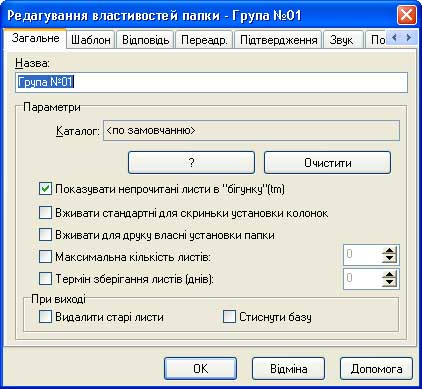 Редагування властивостей папки - Група №01
Загальне Шаблон Відповідь Переадр. Підтвердження Звук По
Назва:
Група №01
Параметри
Каталог: <по замовчанню>
? Очистити
Показувати непрочитані листи в "бігунку"(tm)
Вживати стандартні для скриньки установки колонок
Вживати для друку власні установки папки
Максимальна кількість листів: 0
Термін зберігання листів (днів): 0
При виході
Видалити старі листи Стиснути базу
OK Відміна Допомога